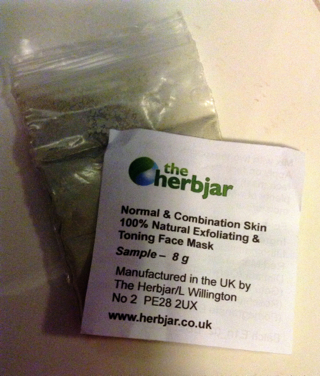 the
herbjar
Normal & Combination Skin
100% Natural Exfoliating &
Toning Face Mask
Sample – 8 g
Manufactured in the UK by
The Herbjar/L Willington
No 2 PE28 2UX
www.herbjar.co.uk